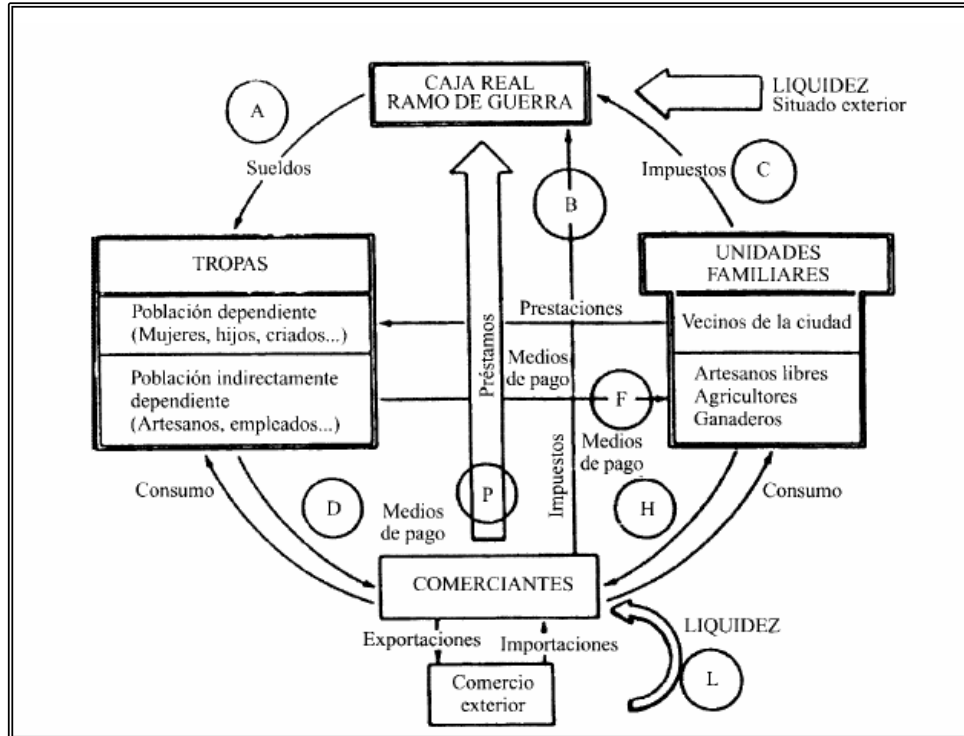 CAJA REAL
RAMO DE GUERRA
LIQUIDEZ
Situado exterior
A
Sueldos
B
Impuestos
C
TROPAS
Población dependiente
(Mujeres, hijos, criados...)
Población indirectamente
dependiente
(Artesanos, empleados...)
UNIDADES
FAMILIARES
Vecinos de la ciudad
Artesanos libres
Agricultores
Ganaderos
Prestaciones
Préstamos
Medios
de pago
F
Medios
de pago
Impuestos
Consumo
D
Medios
de pago
P
H
Consumo
COMERCIANTES
Exportaciones
Importaciones
LIQUIDEZ
L
Comercio
exterior